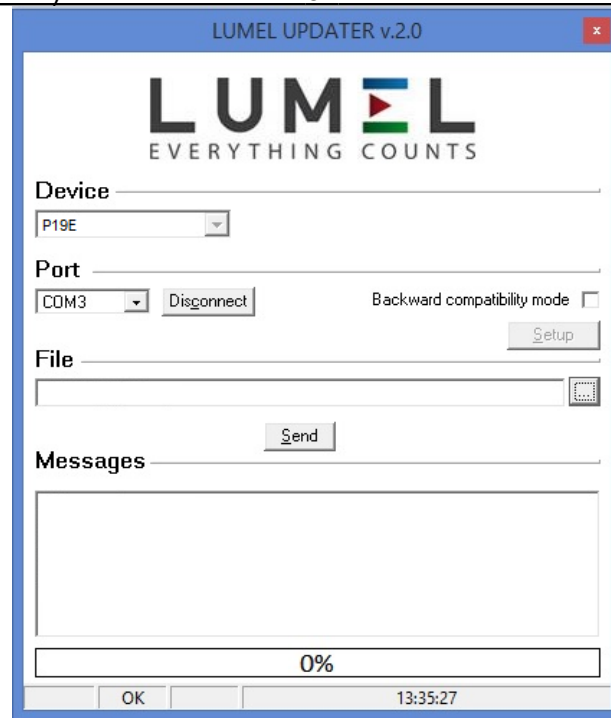 LUMEL UPDATER v.2.0
x
LUMEL
EVERYTHING COUNTS
Device
P19E
Port
COM3 Disconnect Backward compatibility mode
Setup
File
...
Send
Messages
0%
OK 13:35:27